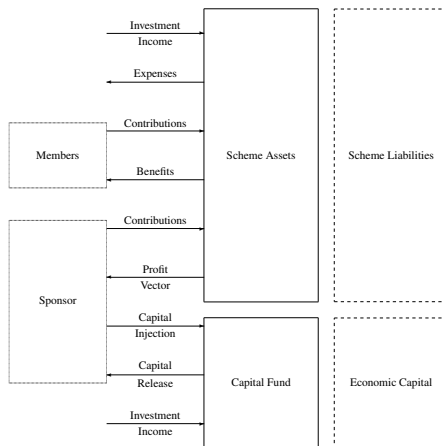 Investment
Income
Expenses
Contributions
Members
Scheme Assets
Scheme Liabilities
Benefits
Contributions
Profit
Vector
Sponsor
Capital
Injection
Capital
Release
Capital Fund
Economic Capital
Investment
Income